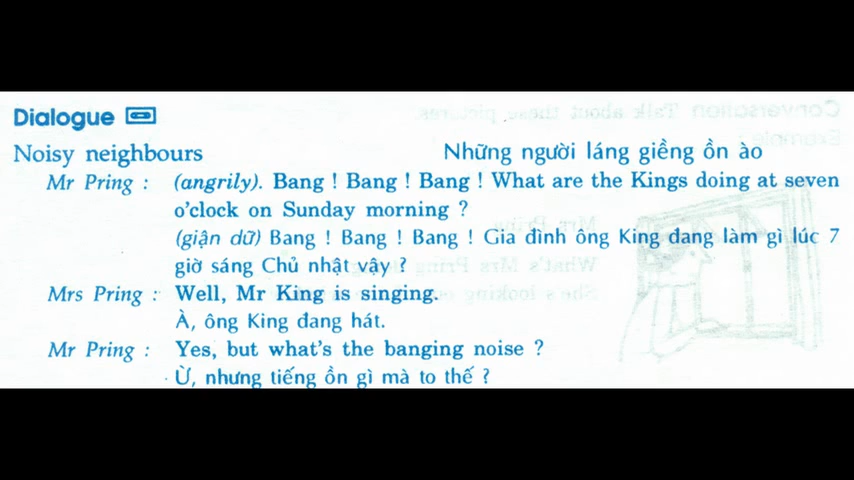 Dialogue
Noisy neighbours Những người láng giềng ồn ào
Mr Pring : (angrily). Bang ! Bang ! Bang ! What are the Kings doing at seven
o'clock on Sunday morning ?
(giận dữ) Bang ! Bang ! Bang ! Gia đình ông King đang làm gì lúc 7
giờ sáng Chủ nhật vậy ?
Mrs Pring : Well, Mr King is singing.
À, ông King đang hát.
Mr Pring : Yes, but what's the banging noise ?
Ừ, nhưng tiếng ồn gì mà to thế ?